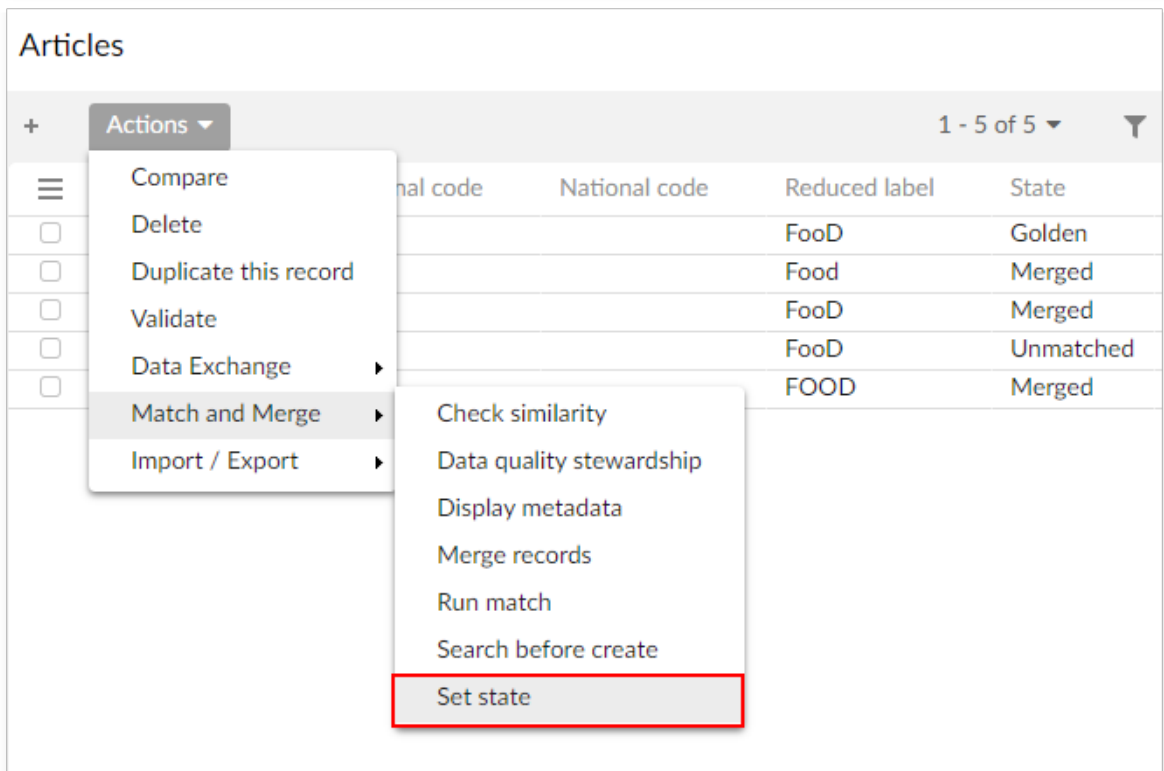 Articles
+ Actions 1 - 5 of 5
Compare
nal code National code Reduced label State
Delete
FooD Golden
Duplicate this record
Food Merged
Validate
FooD Merged
FooD Unmatched
Data Exchange
FOOD Merged
Match and Merge
Check similarity
Import / Export
Data quality stewardship
Display metadata
Merge records
Run match
Search before create
Set state